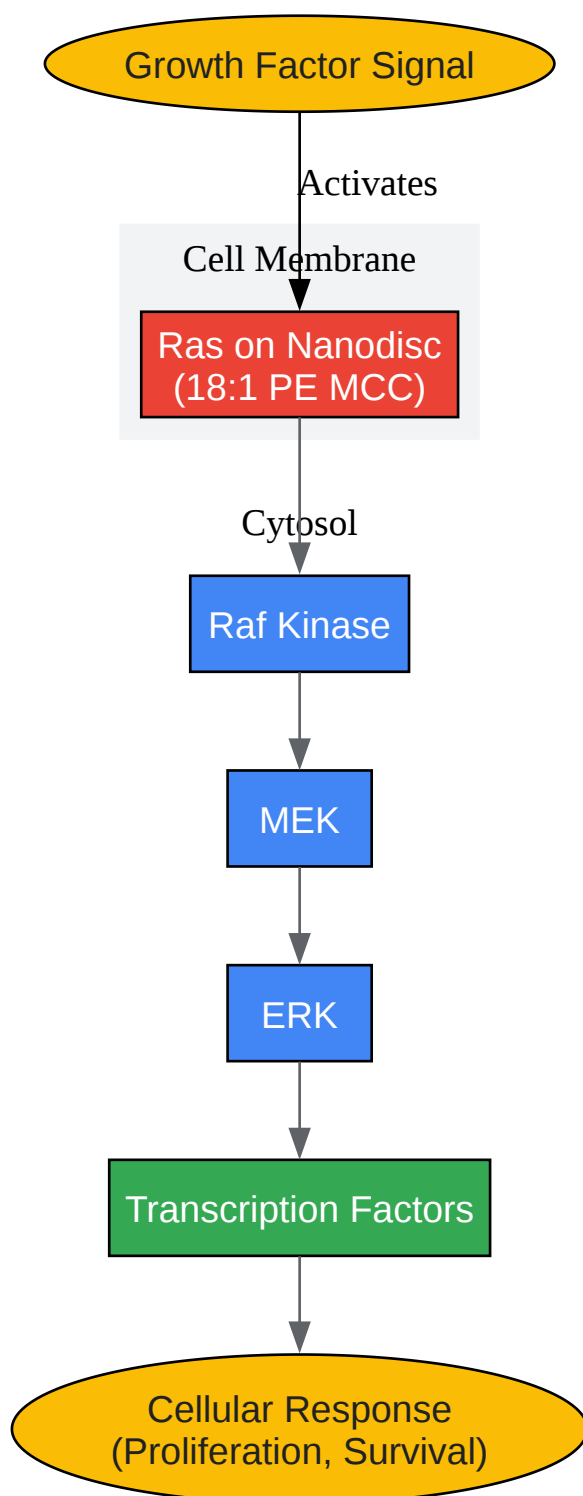 Growth Factor Signal
Activates
Cell Membrane
Ras on Nanodisc
(18:1 PE MCC)
Cytosol
Raf Kinase
MEK
ERK
Transcription Factors
Cellular Response
(Proliferation, Survival)